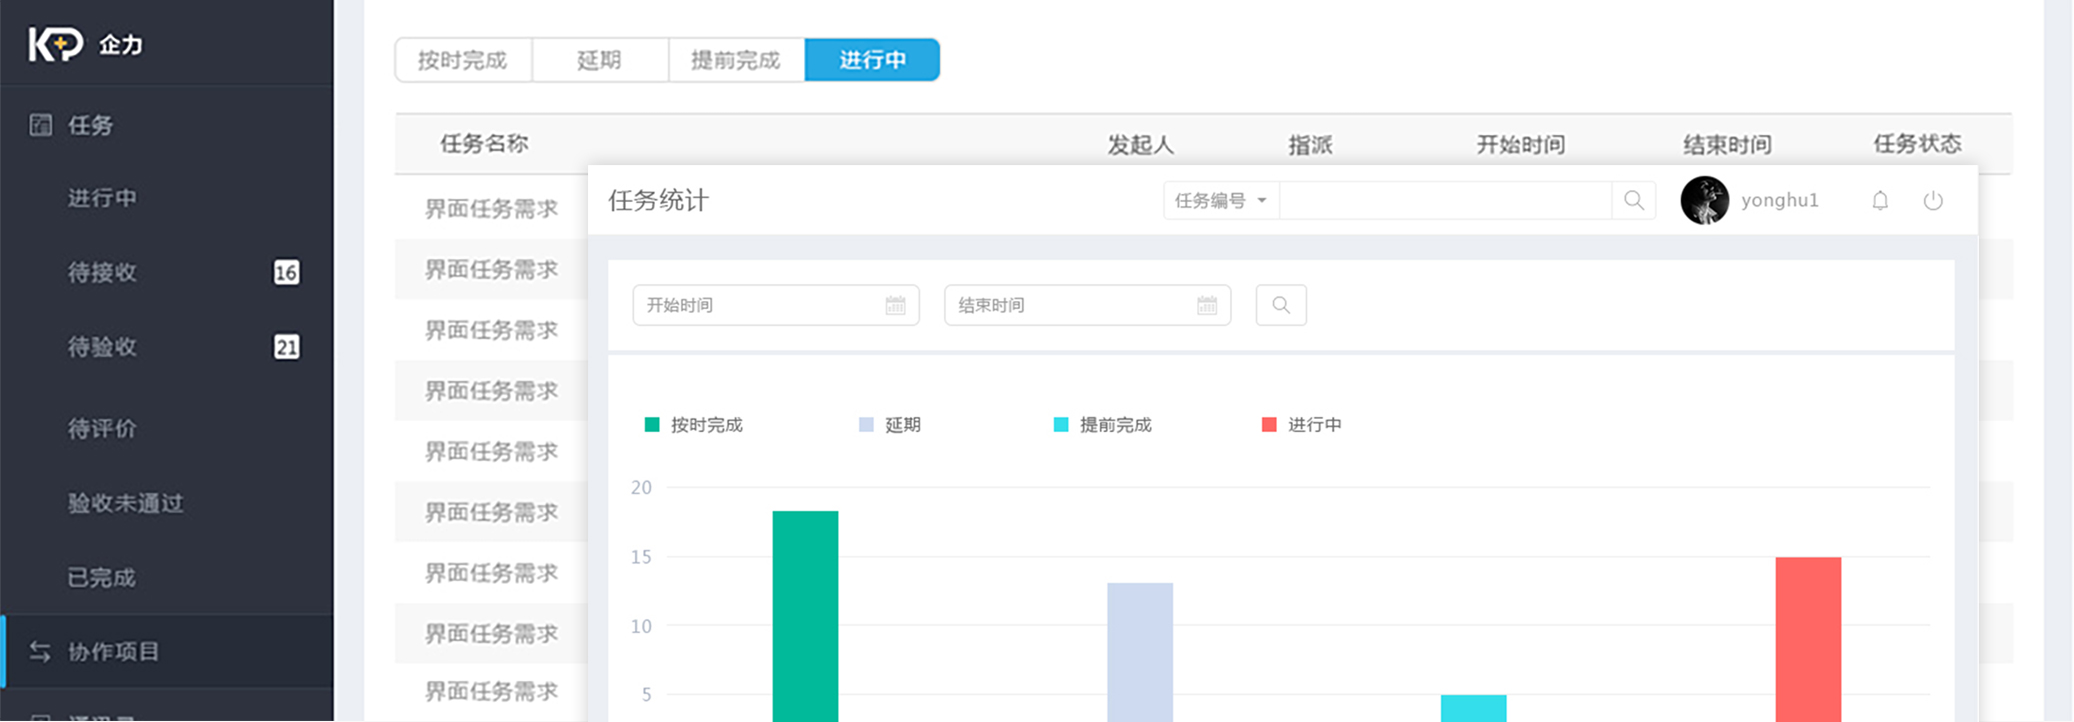 KP 企力
任务
进行中
待接收 16
待验收 21
待评价
验收未通过
已完成
协作项目
按时完成 延期 提前完成 进行中
任务名称 发起人 指派 开始时间 结束时间 任务状态
界面任务需求
界面任务需求
界面任务需求
界面任务需求
界面任务需求
界面任务需求
界面任务需求
界面任务需求
界面任务需求
任务统计 任务编号 yonghu1
开始时间 结束时间
按时完成 延期 提前完成 进行中
20
15
10
5